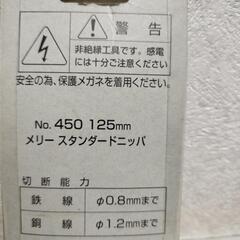 警告
非絶縁工具です。感電
には十分ご注意ください
安全の為、保護メガネを着用ください。
No. 450 125mm
メリー スタンダードニッパ
切断能力
鉄線 φ0.8mmまで
銅線 φ1.2mmまで